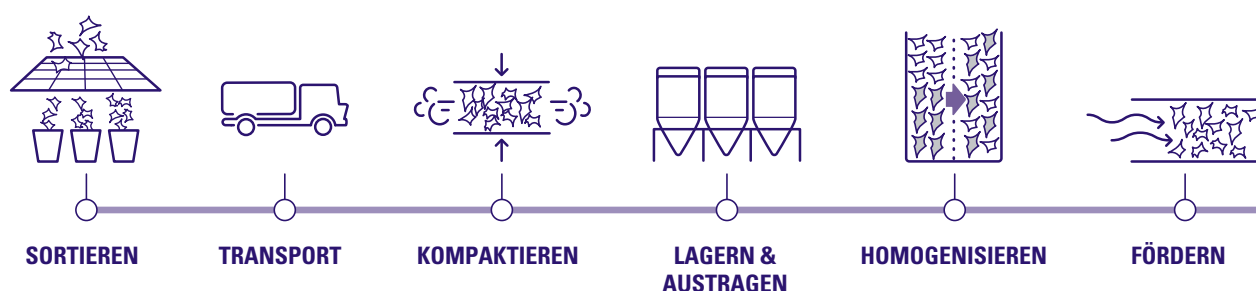 SORTIEREN
TRANSPORT
KOMPAKTIEREN
LAGERN &
AUSTRAGEN
HOMOGENISIEREN
FÖRDERN